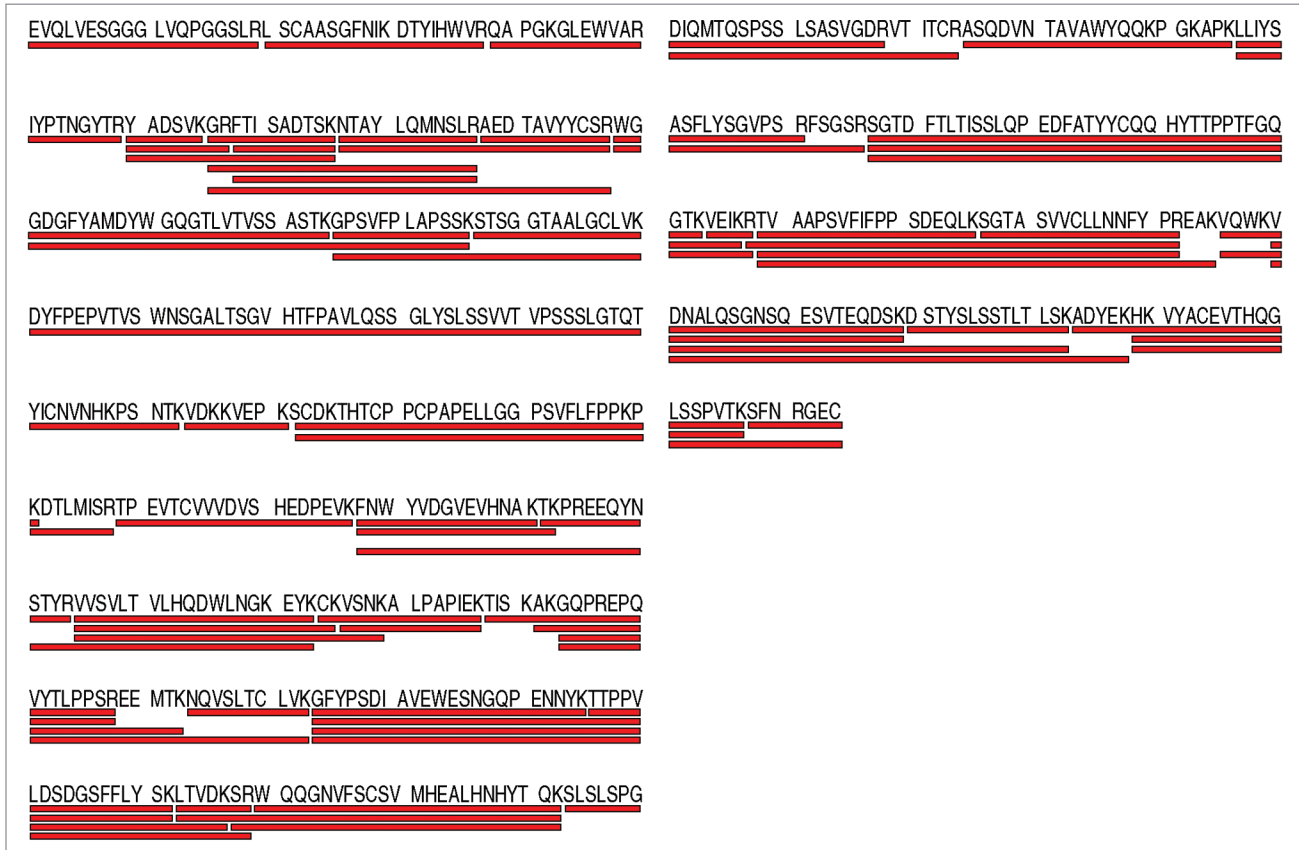 EVQLVESGGG LVQPGGSLRL SCAASGFNIK DTYIHWVRQA PGKGLEWVAR
IYPTNGYTRY ADSVKGRFTI SADTSKNTAY LQMNSLRAED TAVYYCSRWG
GDGFYAMDYW GQGTLVTVSS ASTKGPSVFP LAPSSKSTSG GTAALGCLVK
DYFPEPVTVS WNSGALTSGV HTFPAVLQSS GLYSLSSVVT VPSSSLGTQT
YICNVNHKPS NTKVDKKVEP KSCDKTHTCP PCPAPELLGG PSVFLFPPKP
KDTLMISRTP EVTCVVVDVS HEDPEVKFNW YVDGVEVHNA KTKPREEQYN
STYRVVSVLT VLHQDWLNGK EYKCKVSNKA LPAPIEKTIS KAKGQPREPQ
VYTLPPSREE MTKNQVSLTC LVKGFYPSDI AVEWESNGQP ENNYKTTPPV
LDSDGSFFLY SKLTVDKSRW QQGNVFSCSV MHEALHNHYT QKSLSLSPG
DIQMTQSPSS LSASVGDRVT ITCRASQDVN TAVAWYQQKP GKAPKLLIYS
ASFLYSGVPS RFSGSRSGTD FTLTISSLQP EDFATYYCQQ HYTTPPTFGQ
GTKVEIKRTV AAPSVFIFPP SDEQLKSGTA SVVCLLNNFY PREAKVQWKV
DNALQSGNSQ ESVTEQDSKD STYSLSSTLT LSKADYEKHK VYACEVTHQG
LSSPVTKSFN RGEC